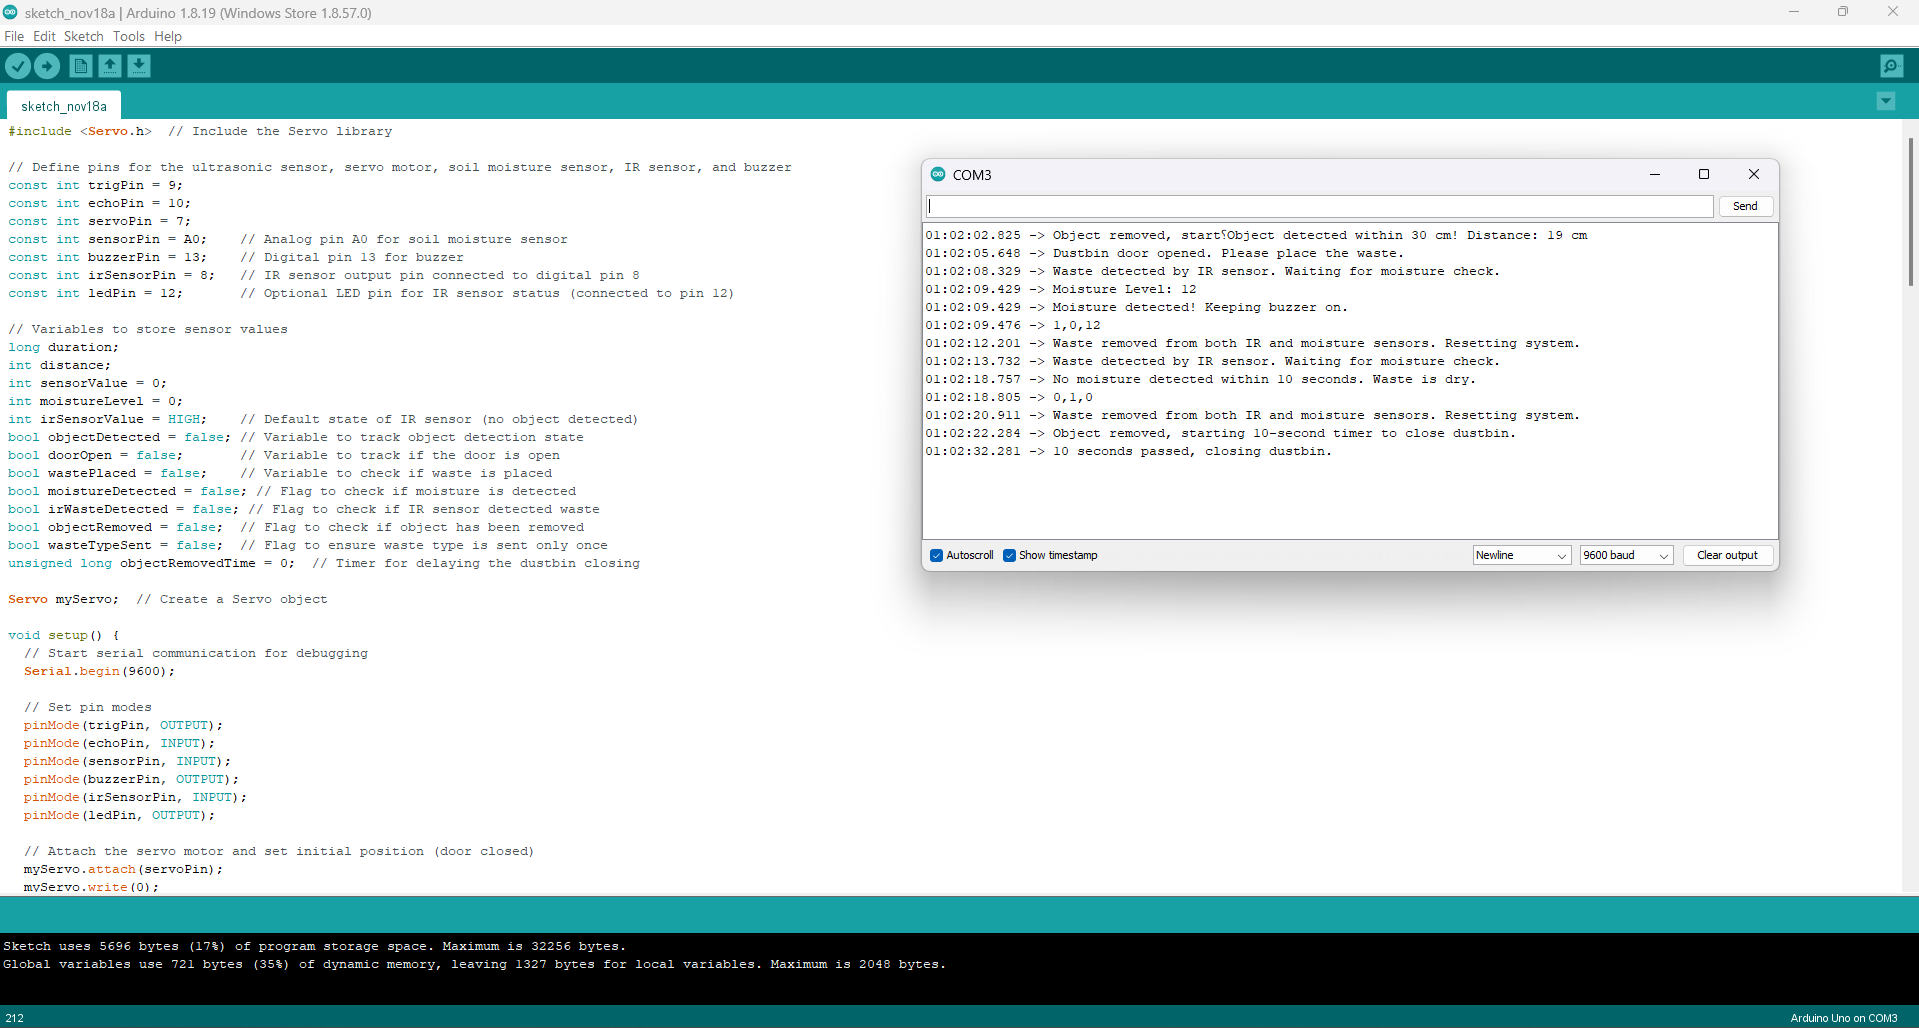 sketch_nov18a | Arduino 1.8.19 (Windows Store 1.8.57.0)
File Edit Sketch Tools Help
sketch_nov18a
#include <Servo.h>  // Include the Servo library
// Define pins for the ultrasonic sensor, servo motor, soil moisture sensor, IR sensor, and buzzer
const int trigPin = 9;
const int echoPin = 10;
const int servoPin = 7;
const int sensorPin = A0;    // Analog pin A0 for soil moisture sensor
const int buzzerPin = 13;    // Digital pin 13 for buzzer
const int irSensorPin = 8;   // IR sensor output pin connected to digital pin 8
const int ledPin = 12;       // Optional LED pin for IR sensor status (connected to pin 12)
// Variables to store sensor values
long duration;
int distance;
int sensorValue = 0;
int moistureLevel = 0;
int irSensorValue = HIGH;    // Default state of IR sensor (no object detected)
bool objectDetected = false; // Variable to track object detection state
bool doorOpen = false;       // Variable to track if the door is open
bool wastePlaced = false;    // Variable to check if waste is placed
bool moistureDetected = false; // Flag to check if moisture is detected
bool irWasteDetected = false; // Flag to check if IR sensor detected waste
bool objectRemoved = false;  // Flag to check if object has been removed
bool wasteTypeSent = false;  // Flag to ensure waste type is sent only once
unsigned long objectRemovedTime = 0;  // Timer for delaying the dustbin closing
Servo myServo;  // Create a Servo object
void setup() {
  // Start serial communication for debugging
  Serial.begin(9600);
  // Set pin modes
  pinMode(trigPin, OUTPUT);
  pinMode(echoPin, INPUT);
  pinMode(sensorPin, INPUT);
  pinMode(buzzerPin, OUTPUT);
  pinMode(irSensorPin, INPUT);
  pinMode(ledPin, OUTPUT);
  // Attach the servo motor and set initial position (door closed)
  myServo.attach(servoPin);
  myServo.write(0);
COM3
Send
01:02:02.825 -> Object removed, start⸮Object detected within 30 cm! Distance: 19 cm
01:02:05.648 -> Dustbin door opened. Please place the waste.
01:02:08.329 -> Waste detected by IR sensor. Waiting for moisture check.
01:02:09.429 -> Moisture Level: 12
01:02:09.429 -> Moisture detected! Keeping buzzer on.
01:02:09.476 -> 1,0,12
01:02:12.201 -> Waste removed from both IR and moisture sensors. Resetting system.
01:02:13.732 -> Waste detected by IR sensor. Waiting for moisture check.
01:02:18.757 -> No moisture detected within 10 seconds. Waste is dry.
01:02:18.805 -> 0,1,0
01:02:20.911 -> Waste removed from both IR and moisture sensors. Resetting system.
01:02:22.284 -> Object removed, starting 10-second timer to close dustbin.
01:02:32.281 -> 10 seconds passed, closing dustbin.
Autoscroll Show timestamp Newline 9600 baud Clear output
Sketch uses 5696 bytes (17%) of program storage space. Maximum is 32256 bytes.
Global variables use 721 bytes (35%) of dynamic memory, leaving 1327 bytes for local variables. Maximum is 2048 bytes.
212 Arduino Uno on COM3